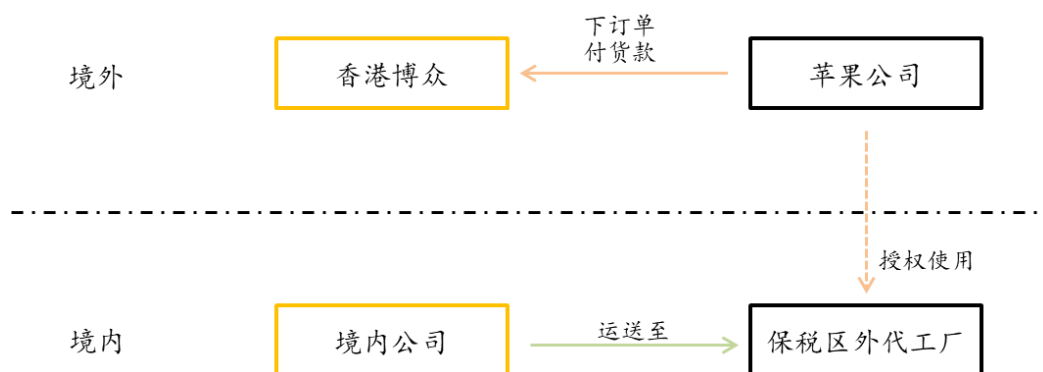 下订单
付货款
境外
香港博众
苹果公司
授权使用
境内
境内公司
运送至
保税区外代工厂